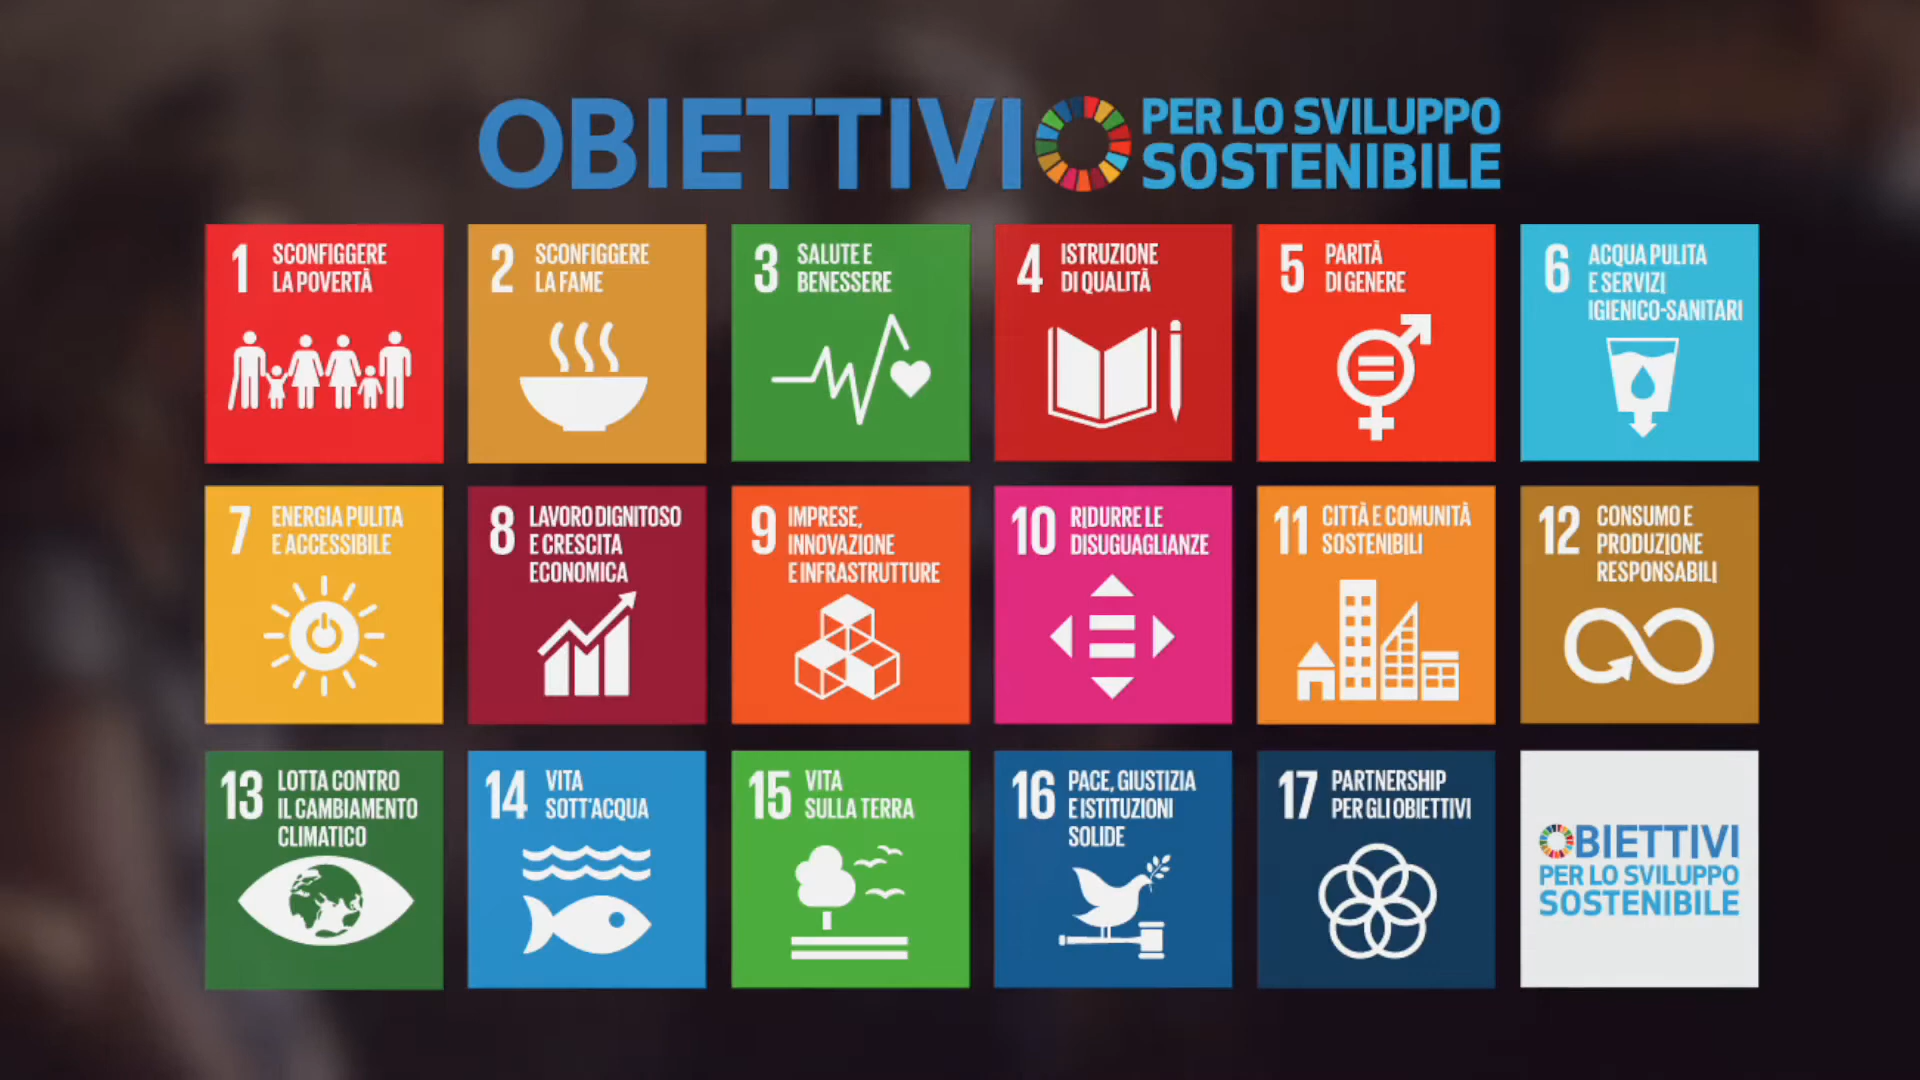 OBIETTIVI PER LO SVILUPPO
SOSTENIBILE
1 SCONFIGGERE
LA POVERTÀ
2 SCONFIGGERE
LA FAME
3 SALUTE E
BENESSERE
4 ISTRUZIONE
DI QUALITÀ
5 PARITÀ
DI GENERE
6 ACQUA PULITA
E SERVIZI
IGIENICO-SANITARI
7 ENERGIA PULITA
E ACCESSIBILE
8 LAVORO DIGNITOSO
E CRESCITA
ECONOMICA
9 IMPRESE,
INNOVAZIONE
E INFRASTRUTTURE
10 RIDURRE LE
DISUGUAGLIANZE
11 CITTÀ E COMUNITÀ
SOSTENIBILI
12 CONSUMO E
PRODUZIONE
RESPONSABILI
13 LOTTA CONTRO
IL CAMBIAMENTO
CLIMATICO
14 VITA
SOTT'ACQUA
15 VITA
SULLA TERRA
16 PACE, GIUSTIZIA
E ISTITUZIONI
SOLIDE
17 PARTNERSHIP
PER GLI OBIETTIVI
OBIETTIVI
PER LO SVILUPPO
SOSTENIBILE